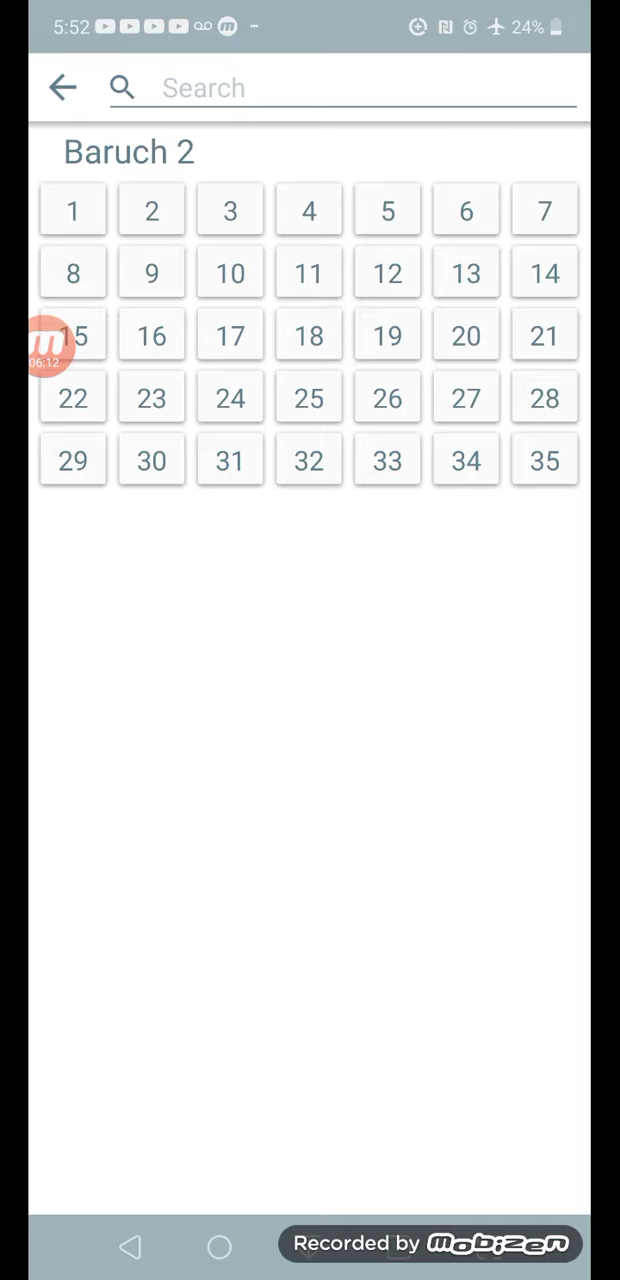 5:52 24%
Search
Baruch 2
1 2 3 4 5 6 7
8 9 10 11 12 13 14
15 16 17 18 19 20 21
06:12
22 23 24 25 26 27 28
29 30 31 32 33 34 35
Recorded by mobizen